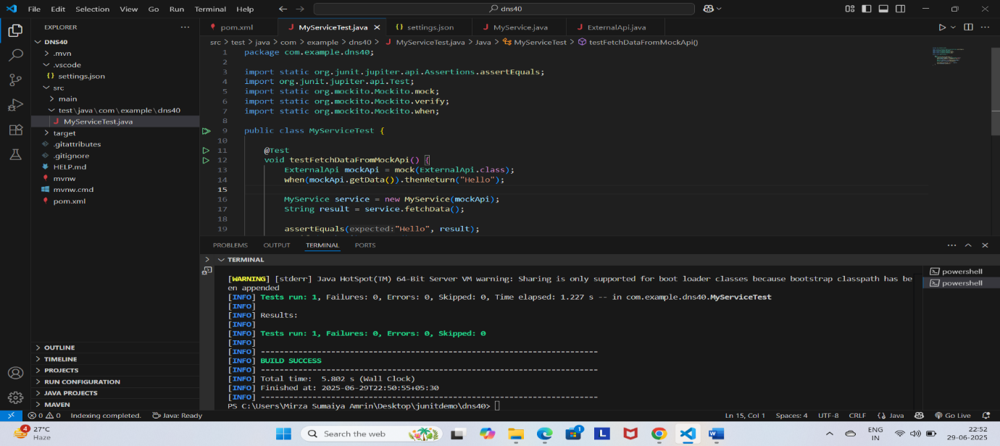 File Edit Selection View Go Run Terminal Help
dns40
EXPLORER
DNS40
.mvn
.vscode
{} settings.json
src
main
test\java\com\example\dns40
J MyServiceTest.java
target
.gitattributes
.gitignore
HELP.md
mvnw
mvnw.cmd
pom.xml
OUTLINE
TIMELINE
PROJECTS
RUN CONFIGURATION
JAVA PROJECTS
MAVEN
pom.xml
J MyServiceTest.java
{} settings.json
J MyService.java
J ExternalApi.java
src > test > java > com > example > dns40 > J MyServiceTest.java > Java > MyServiceTest > testFetchDataFromMockApi()
1 package com.example.dns40;
2
3 import static org.junit.jupiter.api.Assertions.assertEquals;
4 import org.junit.jupiter.api.Test;
5 import static org.mockito.Mockito.mock;
6 import static org.mockito.Mockito.verify;
7 import static org.mockito.Mockito.when;
8
9 public class MyServiceTest {
10
11 @Test
12 void testFetchDataFromMockApi() {
13 ExternalApi mockApi = mock(ExternalApi.class);
14 when(mockApi.getData()).thenReturn("Hello");
15
16 MyService service = new MyService(mockApi);
17 String result = service.fetchData();
18
19 assertEquals(expected:"Hello", result);
PROBLEMS OUTPUT TERMINAL PORTS
TERMINAL
[WARNING] [stderr] Java HotSpot(TM) 64-Bit Server VM warning: Sharing is only supported for boot loader classes because bootstrap classpath has be
en appended
[INFO] Tests run: 1, Failures: 0, Errors: 0, Skipped: 0, Time elapsed: 1.227 s -- in com.example.dns40.MyServiceTest
[INFO]
[INFO] Results:
[INFO]
[INFO] Tests run: 1, Failures: 0, Errors: 0, Skipped: 0
[INFO]
[INFO] ------------------------------------------------------------------------
[INFO] BUILD SUCCESS
[INFO] ------------------------------------------------------------------------
[INFO] Total time:  5.802 s (Wall Clock)
[INFO] Finished at: 2025-06-29T22:50:55+05:30
[INFO] ------------------------------------------------------------------------
PS C:\Users\Mirza Sumaiya Amrin\Desktop\junitdemo\dns40>
powershell
powershell
0 0 Indexing completed. Java: Ready Ln 15, Col 1 Spaces: 4 UTF-8 CRLF {} Java Go Live
4
27°C
Haze
Search the web
1
L
W
ENG
IN
22:52
29-06-2025